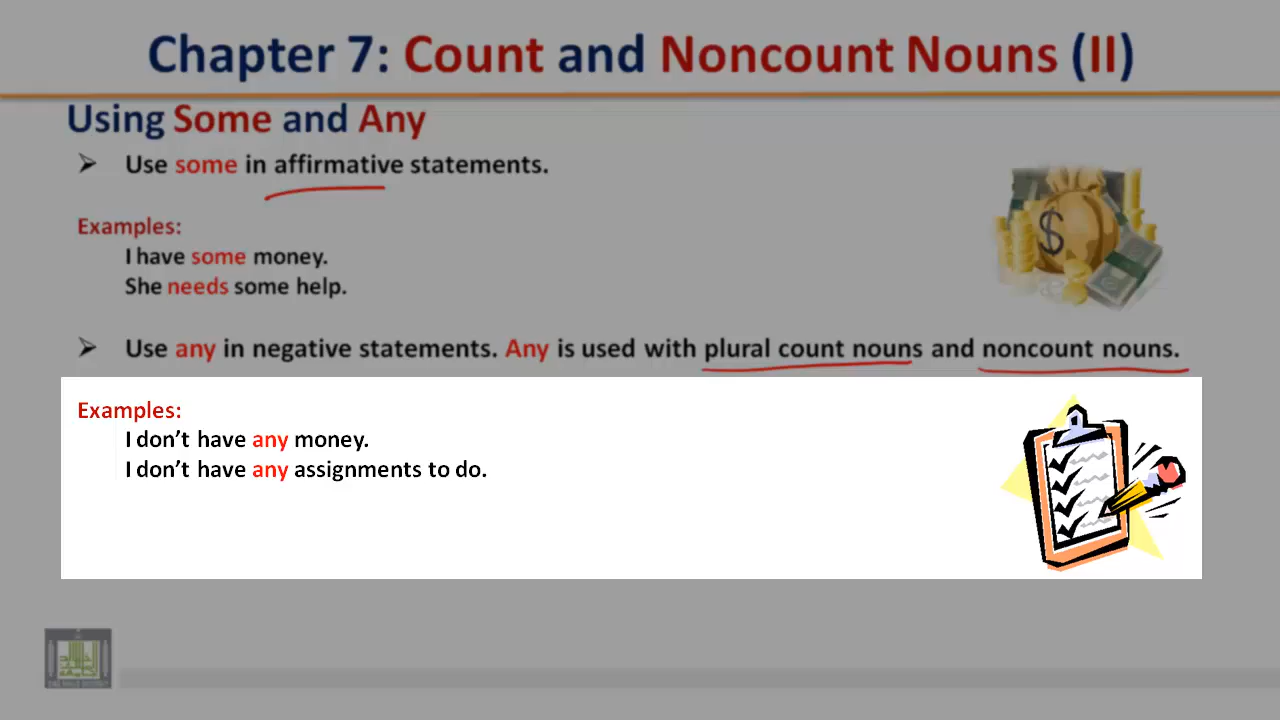 Chapter 7: Count and Noncount Nouns (II)
Using Some and Any
Use some in affirmative statements.
Examples:
I have some money.
She needs some help.
Use any in negative statements. Any is used with plural count nouns and noncount nouns.
Examples:
I don't have any money.
I don't have any assignments to do.
$